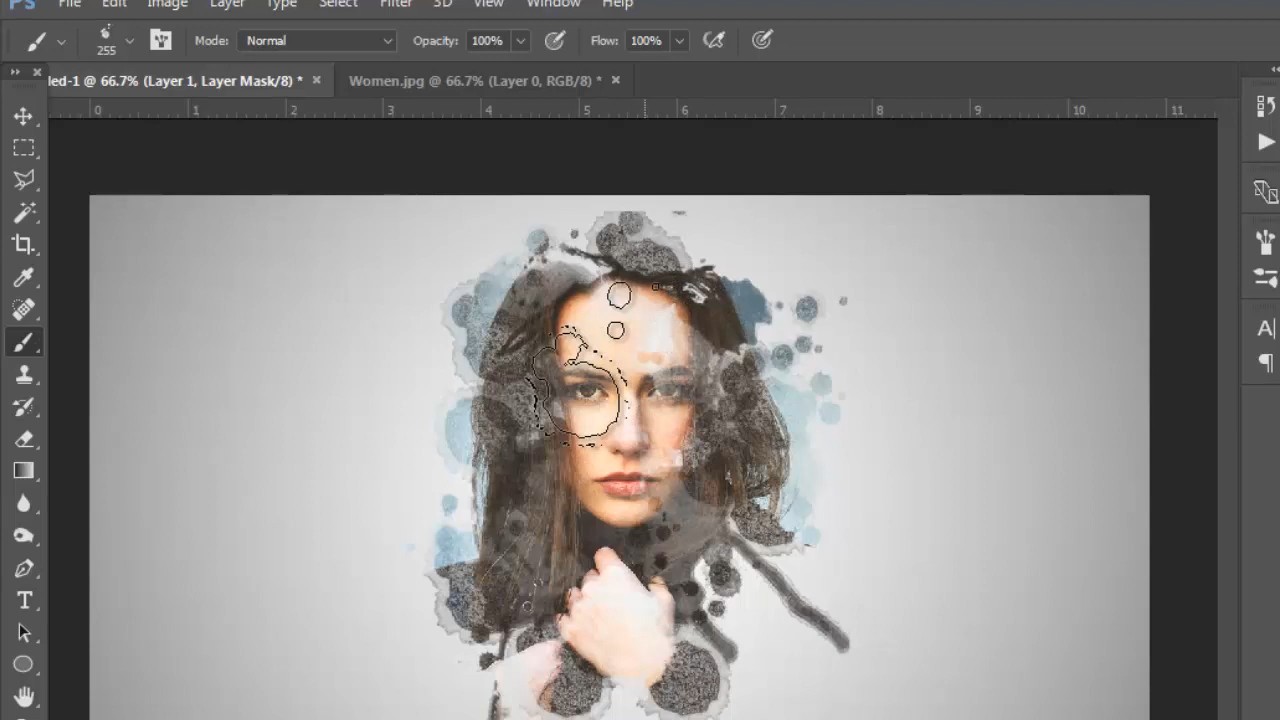 Ps File Edit Image Layer Type Select Filter 3D View Window Help
255 Mode: Normal Opacity: 100% Flow: 100%
led-1 @ 66.7% (Layer 1, Layer Mask/8) * × Women.jpg @ 66.7% (Layer 0, RGB/8) * ×
0 1 2 3 4 5 6 7 8 9 10 11
A
T